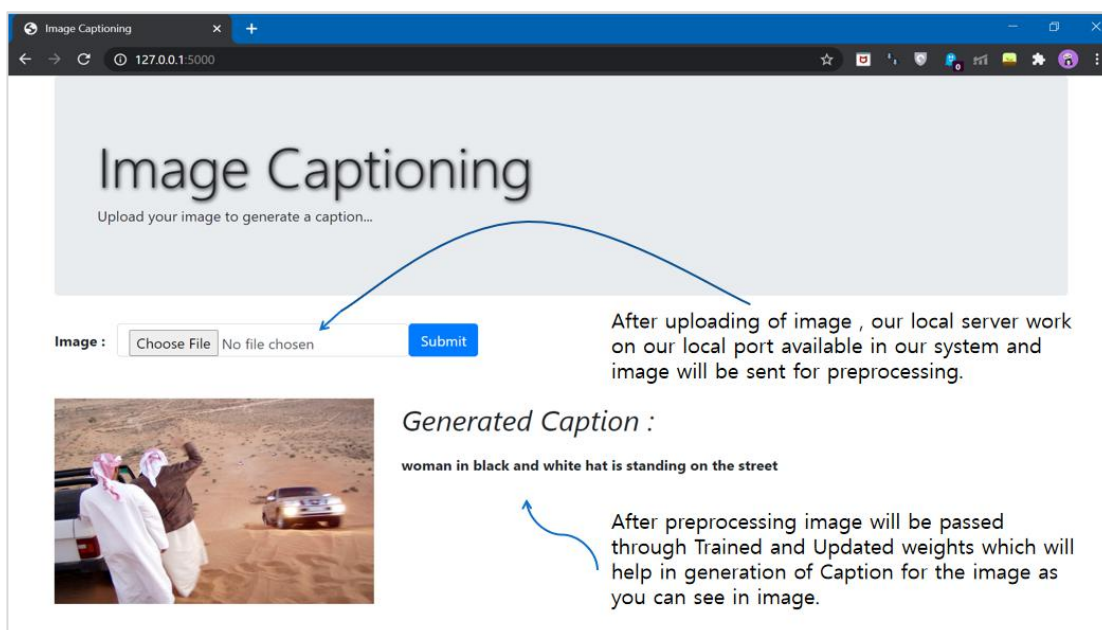 Image Captioning
127.0.0.1:5000
Image Captioning
Upload your image to generate a caption...
After uploading of image , our local server work
on our local port available in our system and
image will be sent for preprocessing.
Image : Choose File No file chosen Submit
Generated Caption :
woman in black and white hat is standing on the street
After preprocessing image will be passed
through Trained and Updated weights which will
help in generation of Caption for the image as
you can see in image.